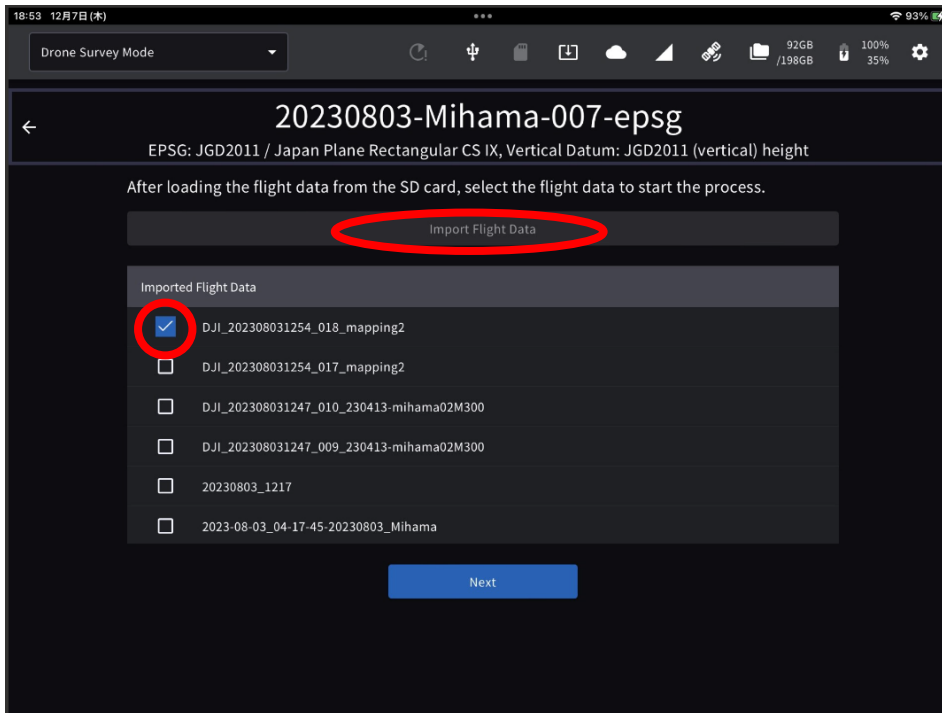 18:53 12月7日(木)
93%
Drone Survey Mode
92GB
/198GB
100%
35%
20230803-Mihama-007-epsg
EPSG: JGD2011 / Japan Plane Rectangular CS IX, Vertical Datum: JGD2011 (vertical) height
After loading the flight data from the SD card, select the flight data to start the process.
Import Flight Data
Imported Flight Data
DJI_202308031254_018_mapping2
DJI_202308031254_017_mapping2
DJI_202308031247_010_230413-mihama02M300
DJI_202308031247_009_230413-mihama02M300
20230803_1217
2023-08-03_04-17-45-20230803_Mihama
Next